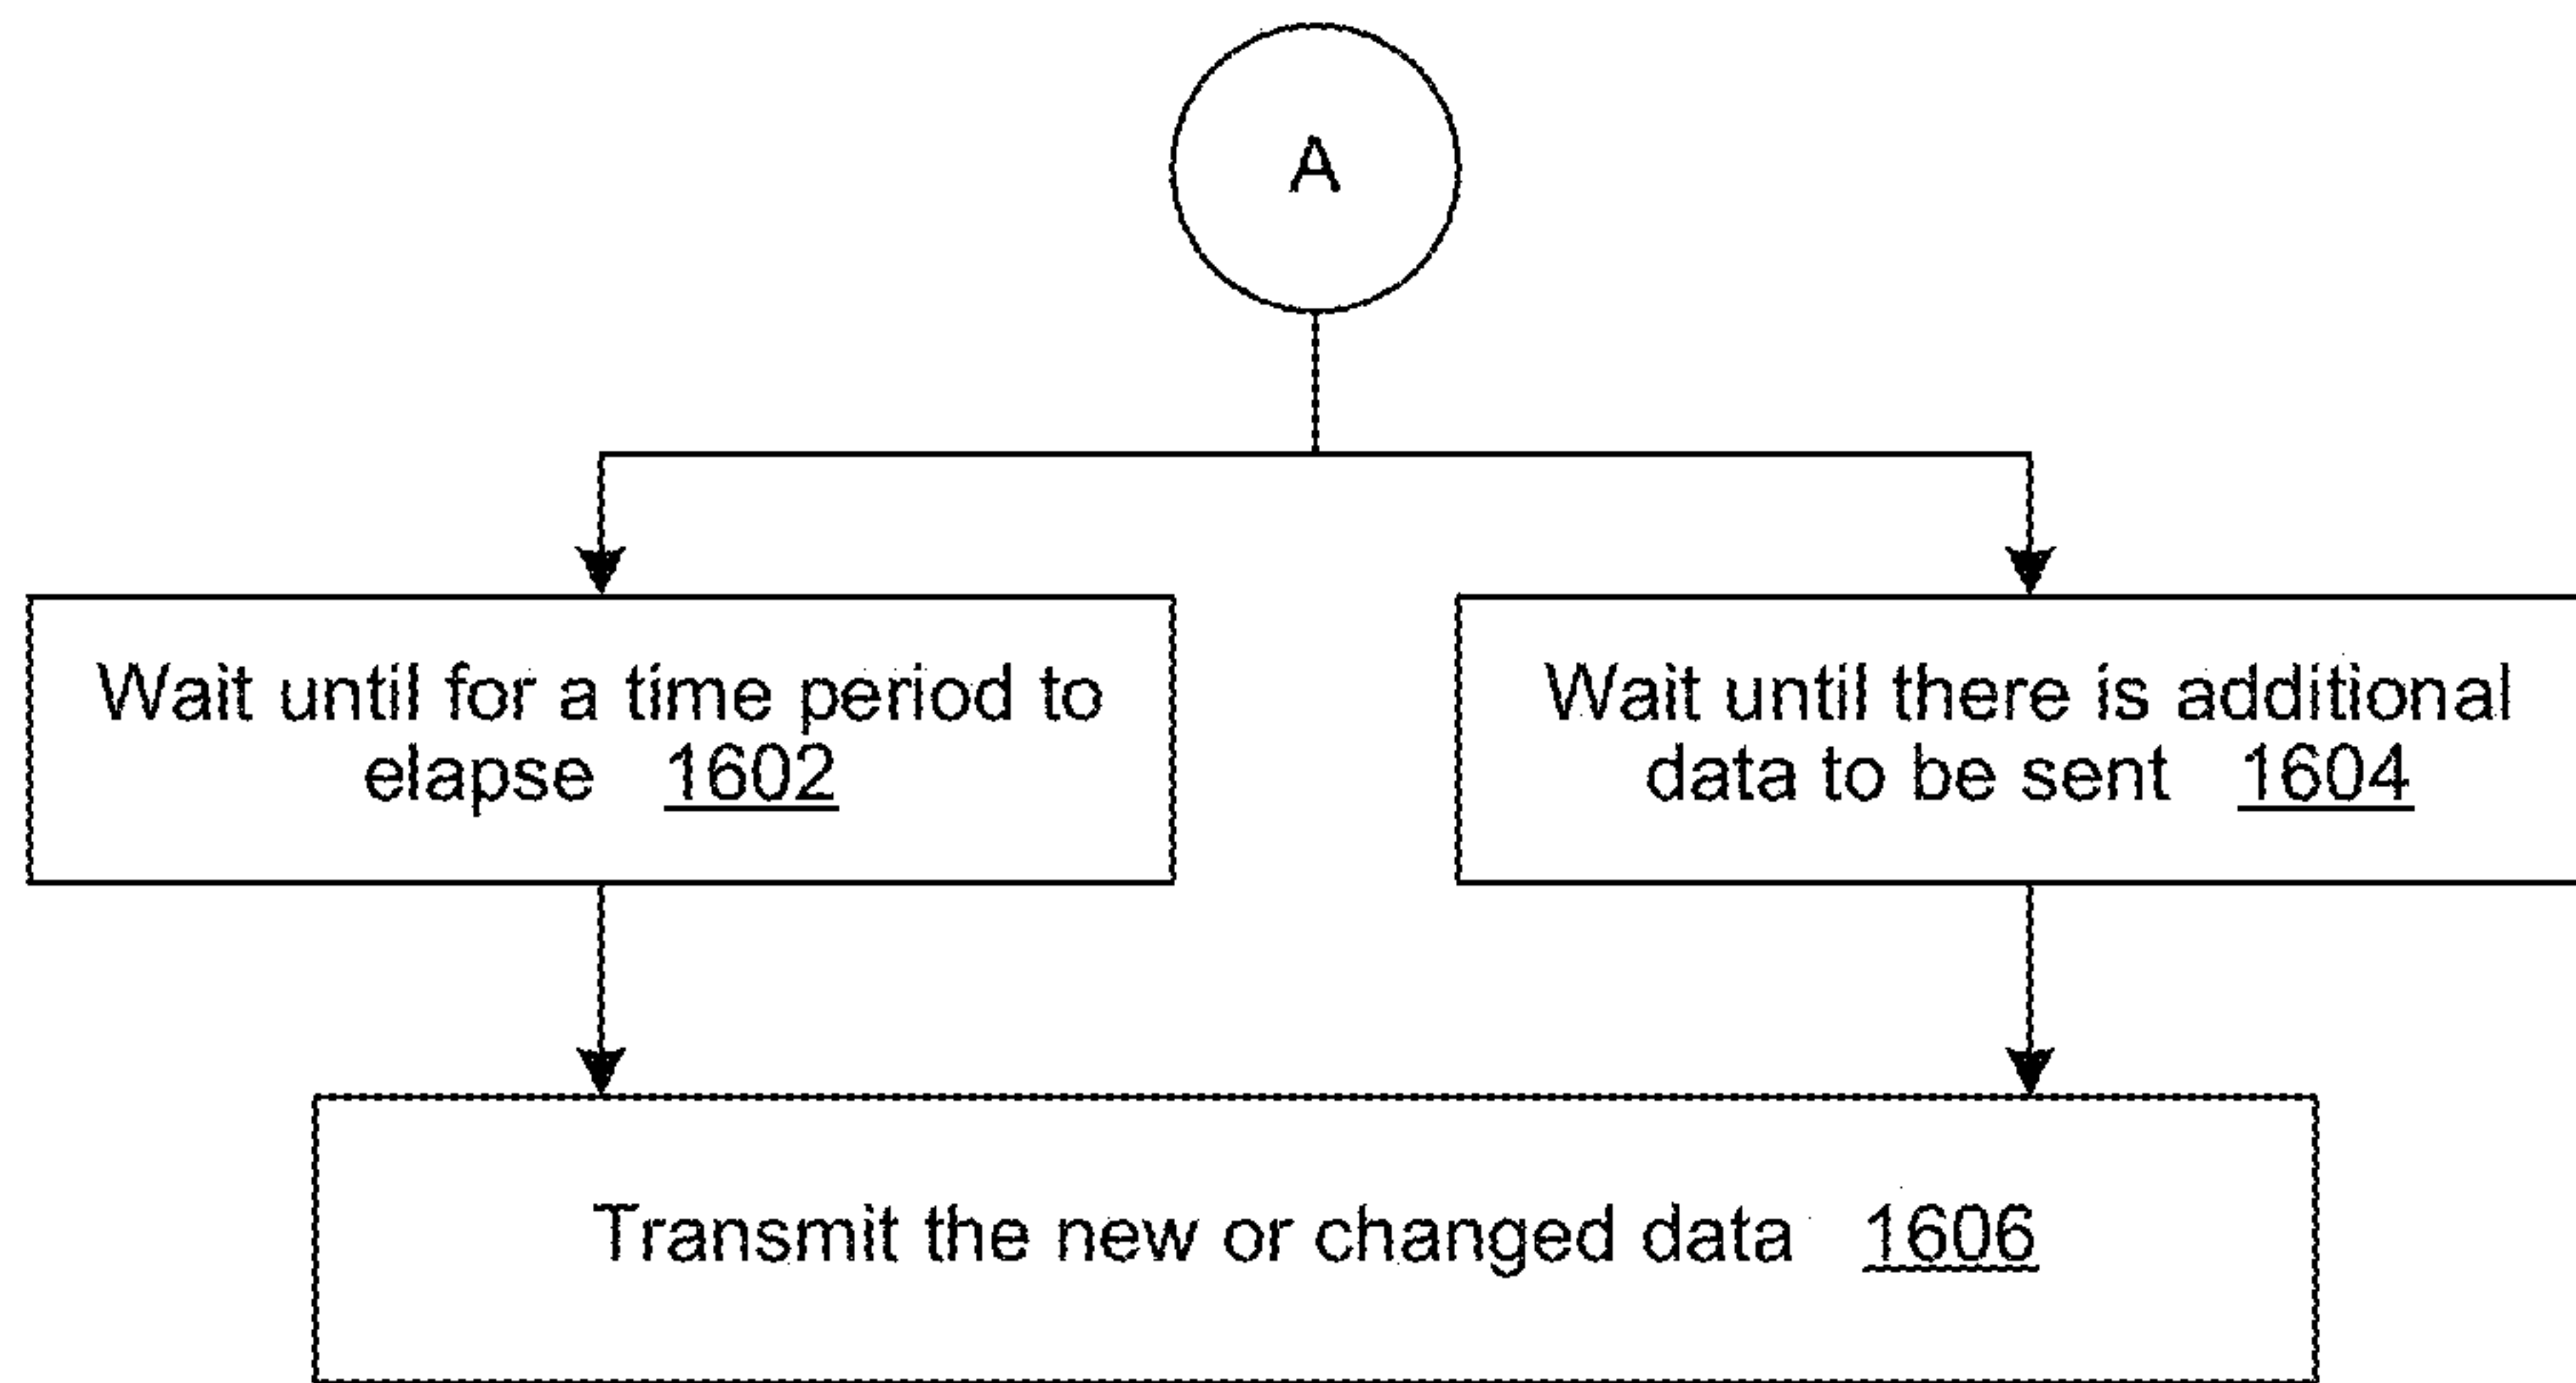 A
Wait until for a time period to
elapse 1602
Wait until there is additional
data to be sent 1604
Transmit the new or changed data 1606